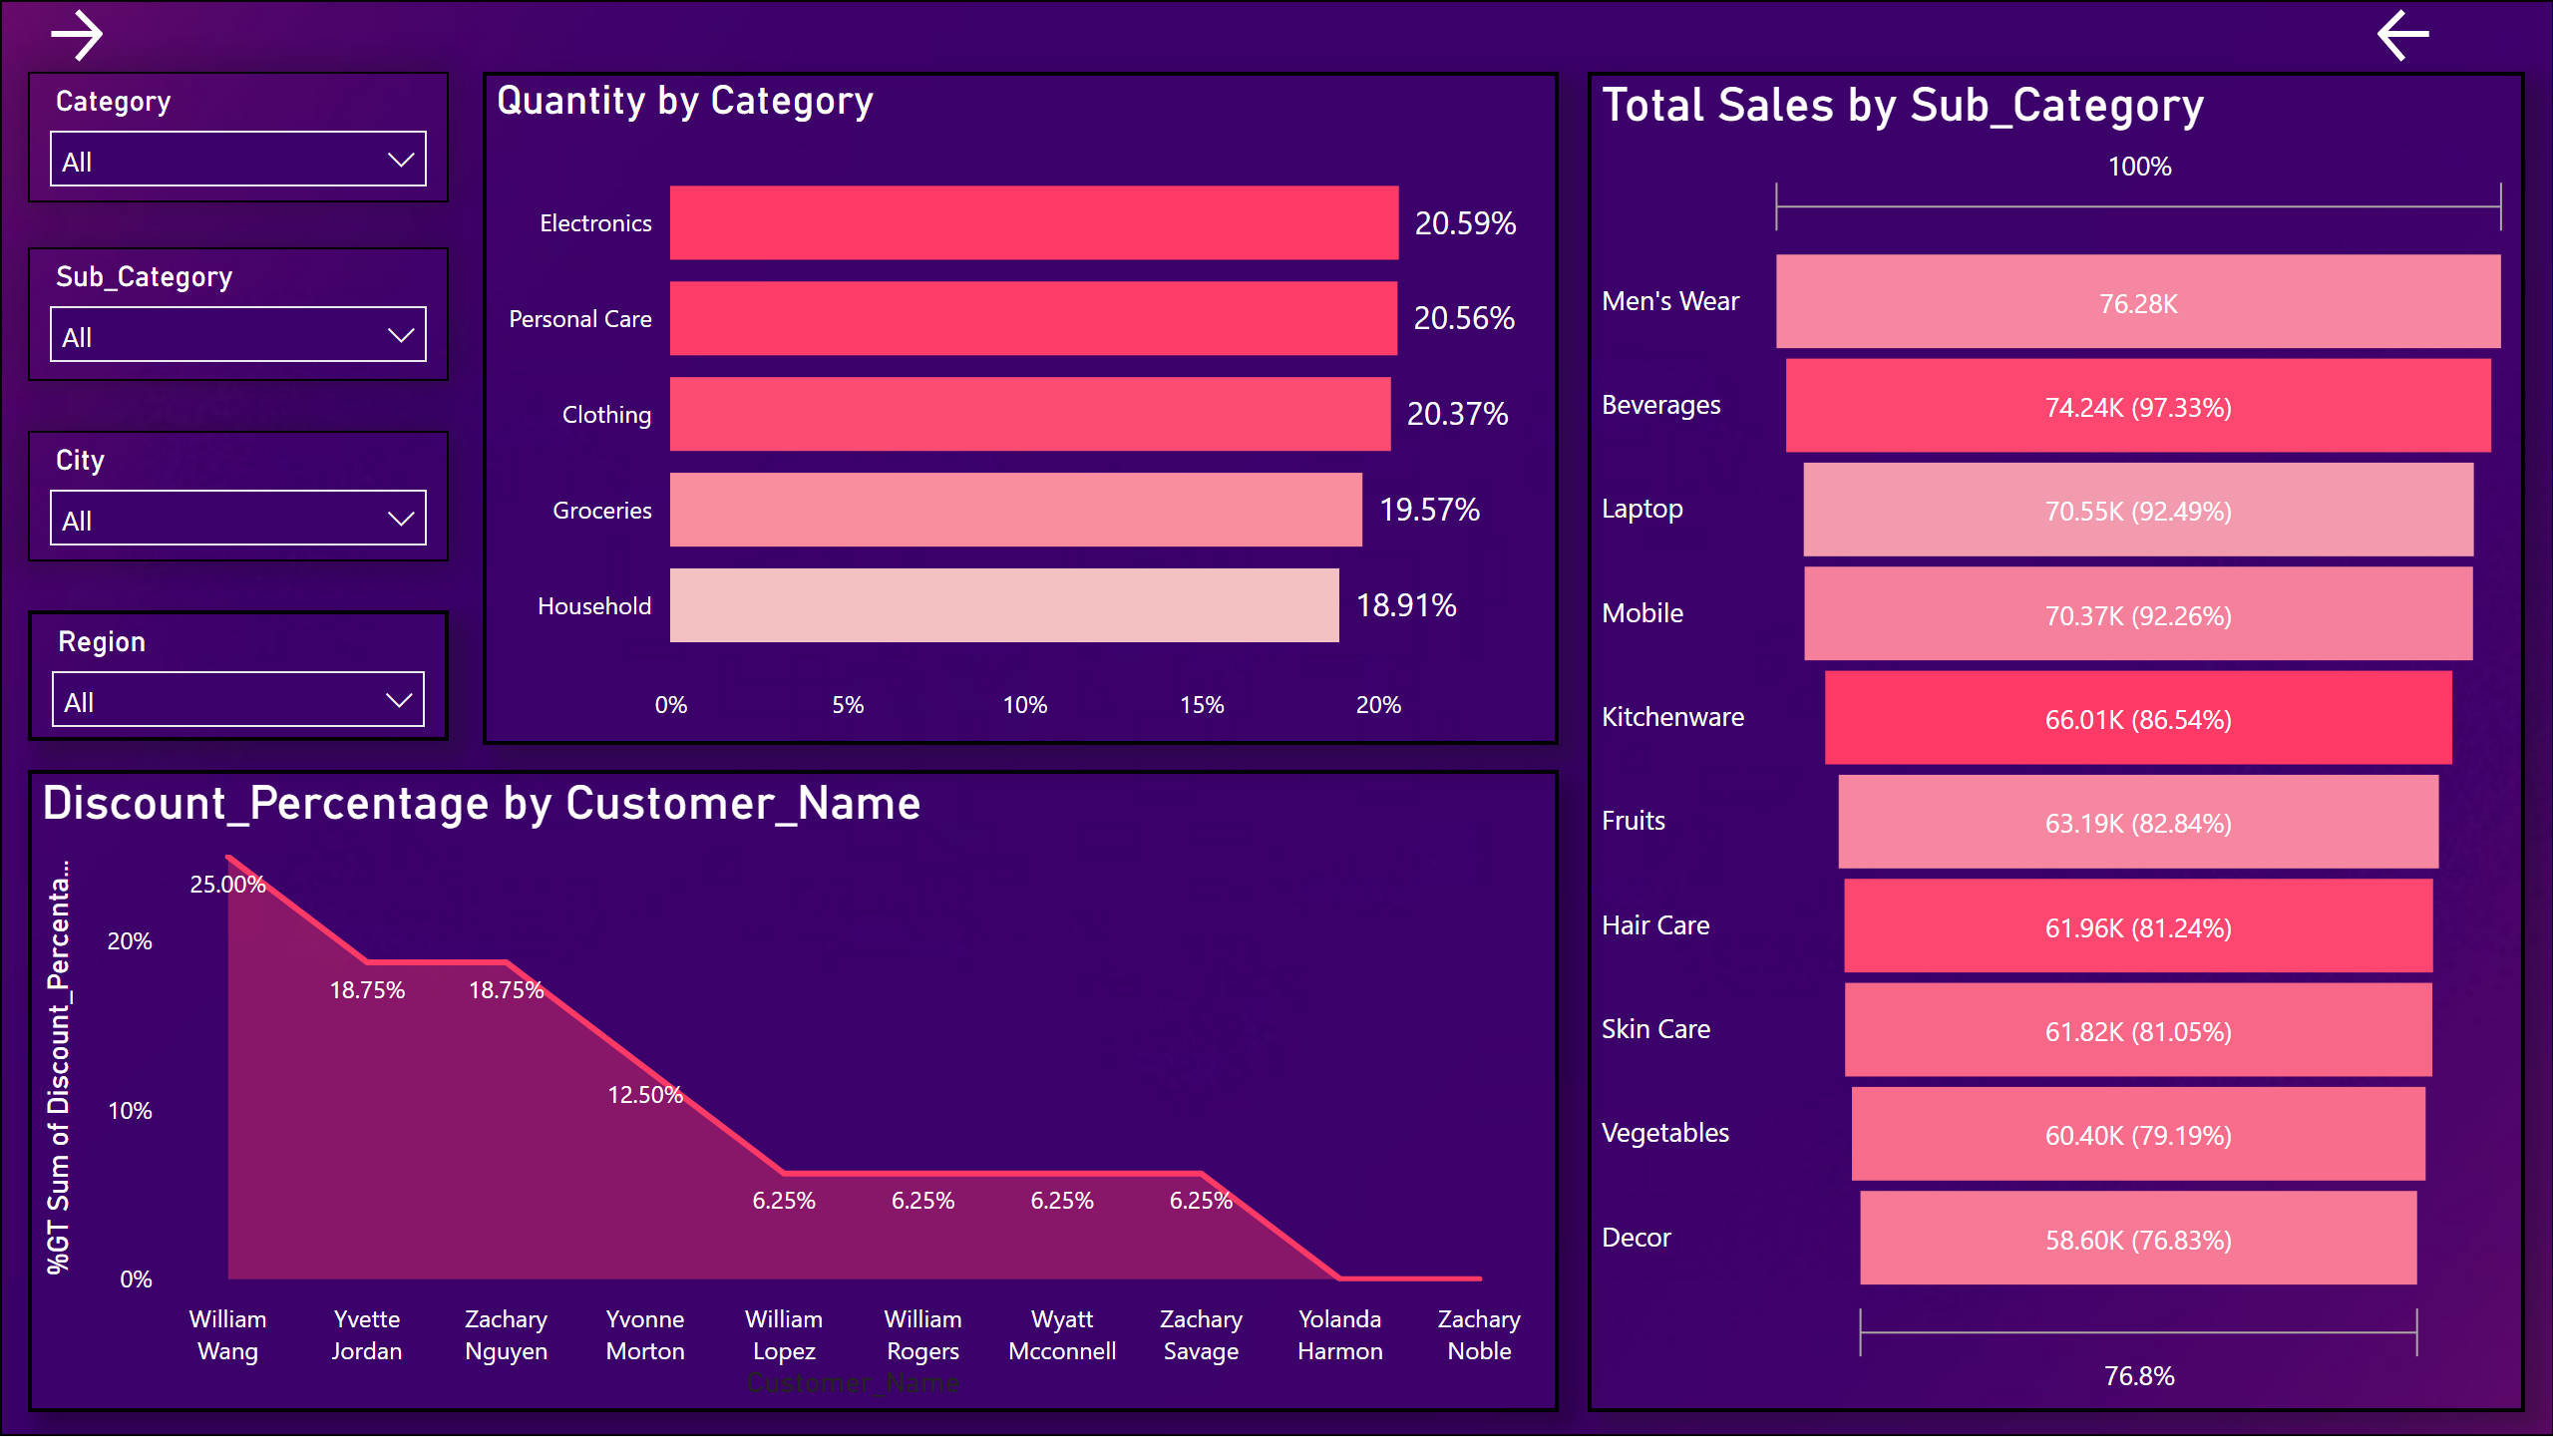 Category
All
Sub_Category
All
City
All
Region
All
Quantity by Category
Electronics 20.59%
Personal Care 20.56%
Clothing 20.37%
Groceries 19.57%
Household 18.91%
0% 5% 10% 15% 20%
Total Sales by Sub_Category
100%
Men's Wear 76.28K
Beverages 74.24K (97.33%)
Laptop 70.55K (92.49%)
Mobile 70.37K (92.26%)
Kitchenware 66.01K (86.54%)
Fruits 63.19K (82.84%)
Hair Care 61.96K (81.24%)
Skin Care 61.82K (81.05%)
Vegetables 60.40K (79.19%)
Decor 58.60K (76.83%)
76.8%
Discount_Percentage by Customer_Name
%GT Sum of Discount_Percenta...
20%
10%
0%
25.00%
18.75% 18.75%
12.50%
6.25% 6.25% 6.25% 6.25%
William Yvette Zachary Yvonne William William Wyatt Zachary Yolanda Zachary
Wang Jordan Nguyen Morton Lopez Rogers Mcconnell Savage Harmon Noble
Customer_Name